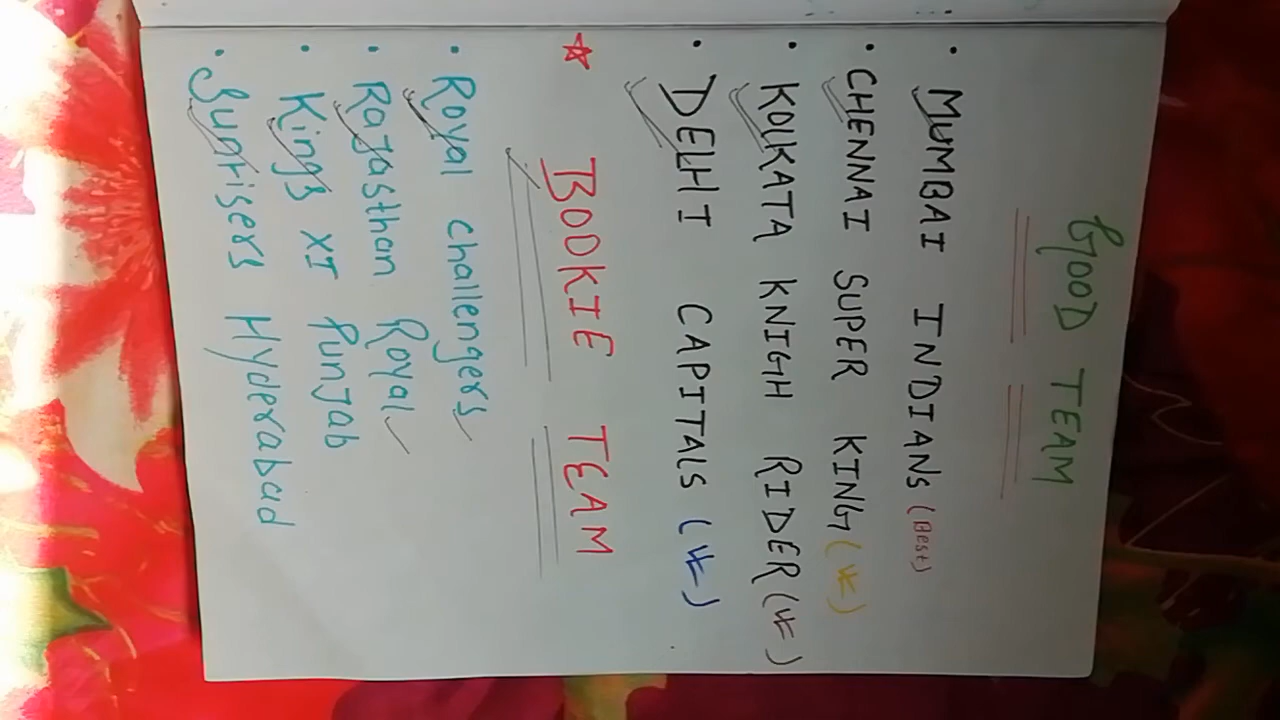 GOOD TEAM
• MUMBAI INDIANS (Best)
• CHENNAI SUPER KING
• KOLKATA KNIGH RIDER
• DELHI CAPITALS
☆ BOOKIE TEAM
• Royal challengers
• Rajasthan Royal
• Kings XI Punjab
• Sunrisers Hyderabad